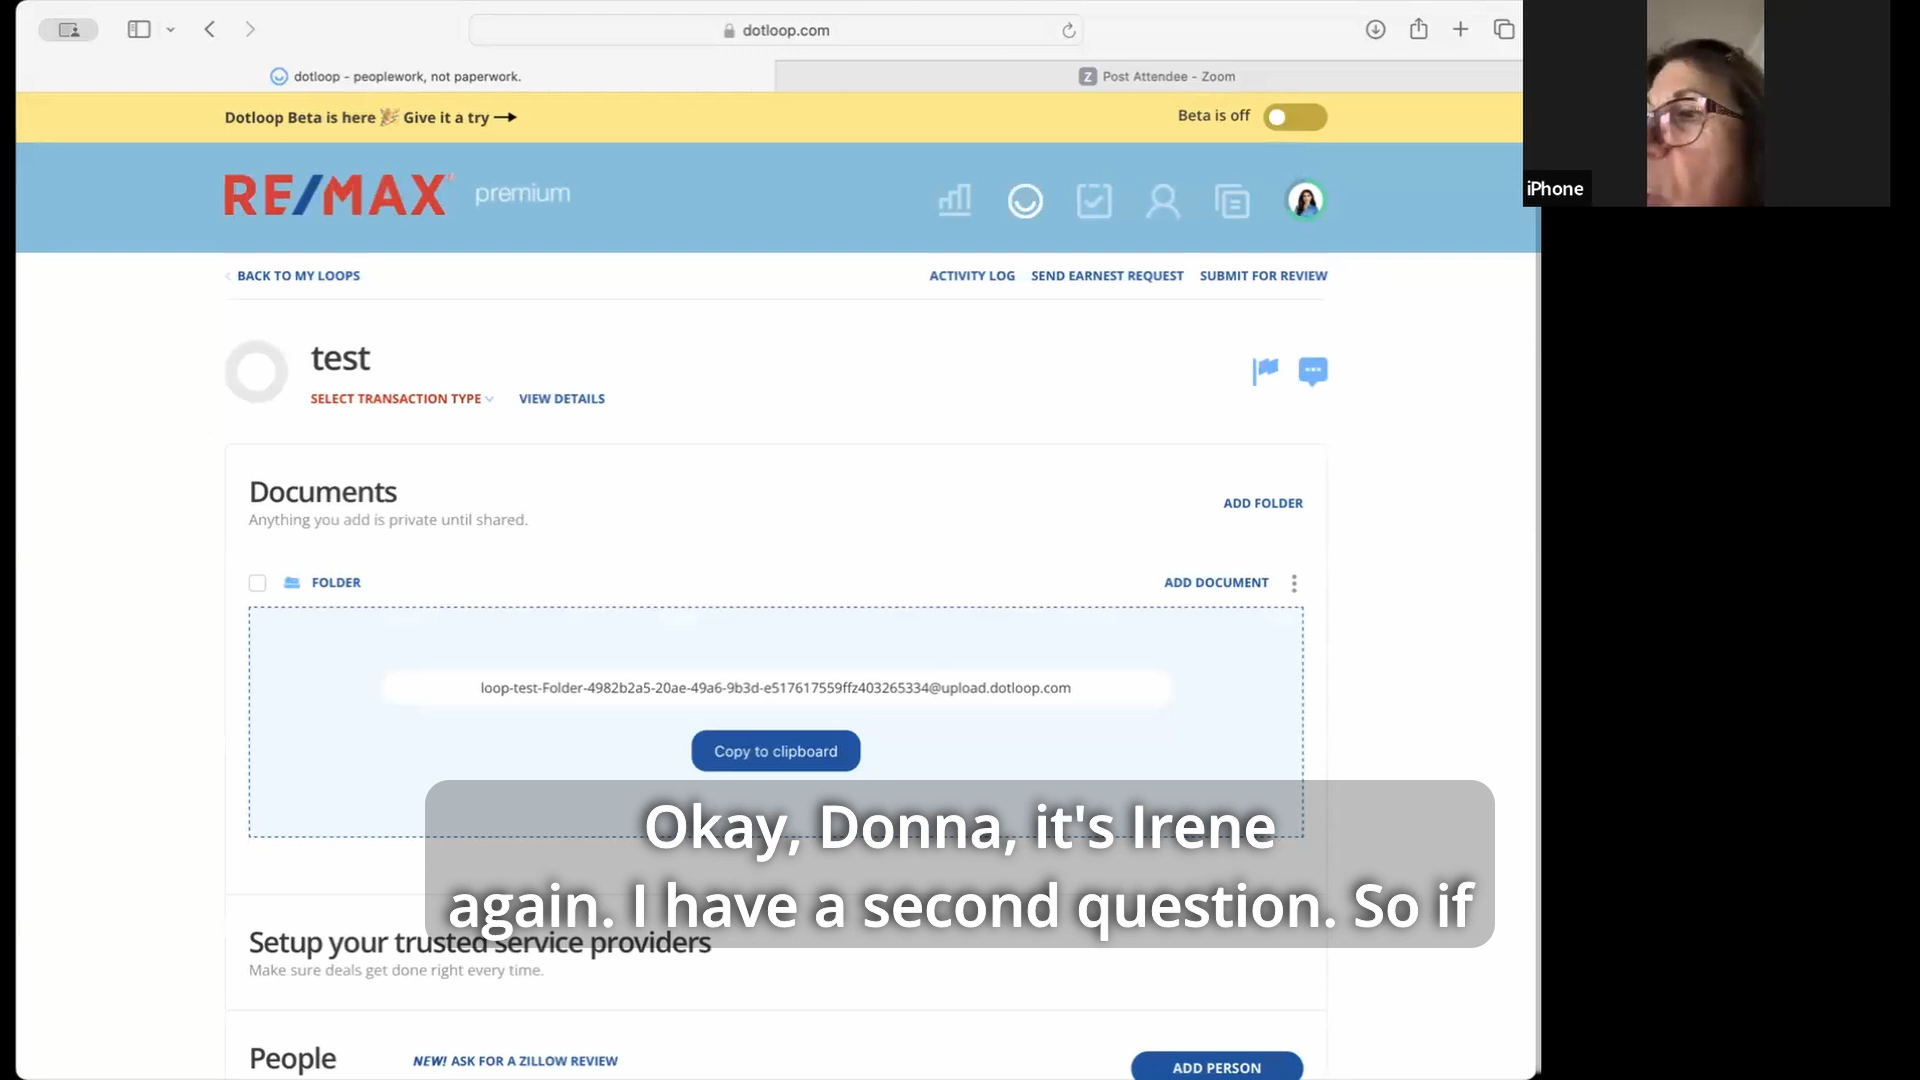 dotloop.com
dotloop – peoplework, not paperwork.
Z Post Attendee - Zoom
Dotloop Beta is here 🎉 Give it a try →
Beta is off
RE/MAX premium
iPhone
BACK TO MY LOOPS
ACTIVITY LOG SEND EARNEST REQUEST SUBMIT FOR REVIEW
test
SELECT TRANSACTION TYPE VIEW DETAILS
Documents
Anything you add is private until shared.
ADD FOLDER
FOLDER
ADD DOCUMENT
loop-test-Folder-4982b2a5-20ae-49a6-9b3d-e517617559ffz403265334@upload.dotloop.com
Copy to clipboard
Okay, Donna, it's Irene
again. I have a second question. So if
Setup your trusted service providers
Make sure deals get done right every time.
People
NEW! ASK FOR A ZILLOW REVIEW
ADD PERSON